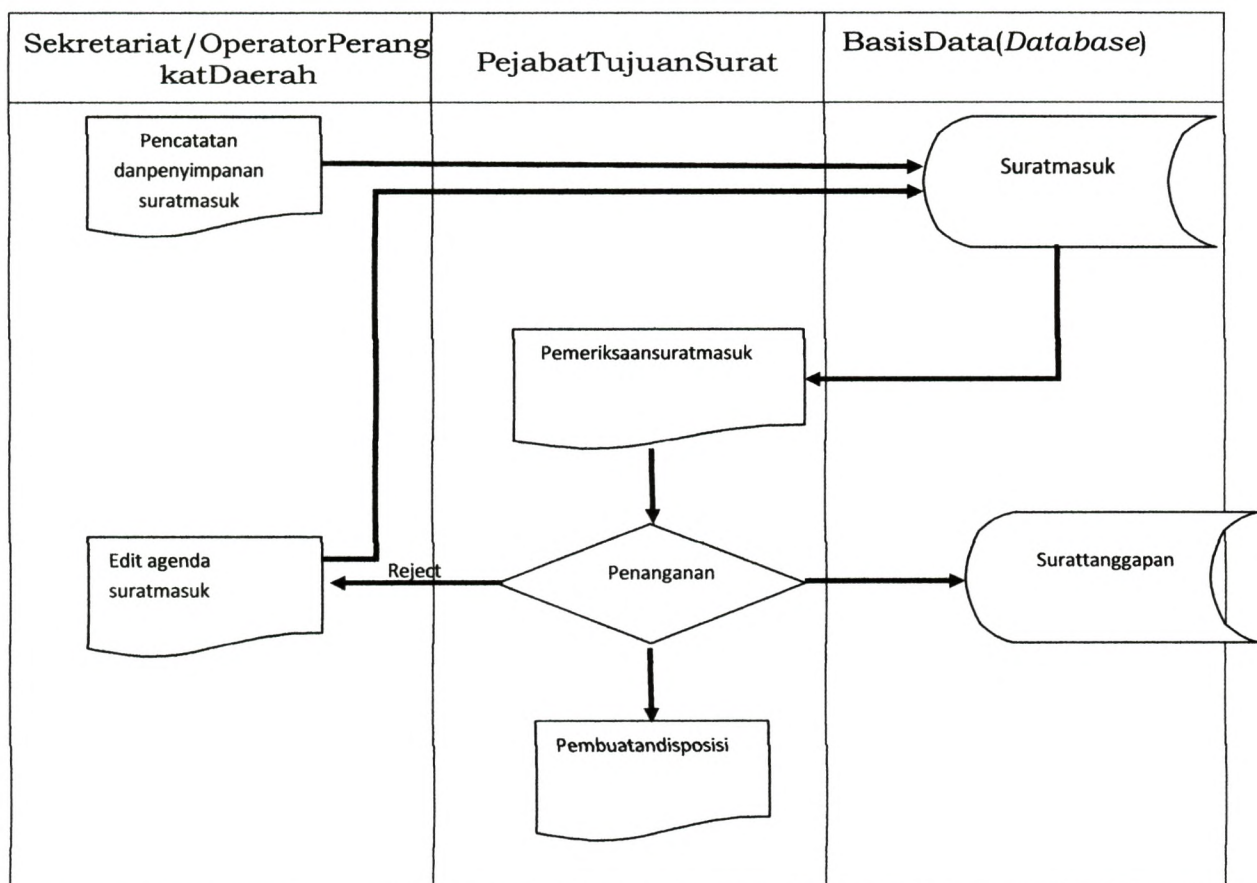 Sekretariat/OperatorPerang
katDaerah
PejabatTujuanSurat
BasisData(Database)
Pencatatan
danpenyimpanan
suratmasuk
Suratmasuk
Pemeriksaansuratmasuk
Edit agenda
suratmasuk
Reject
Penanganan
Surattanggapan
Pembuatandisposisi